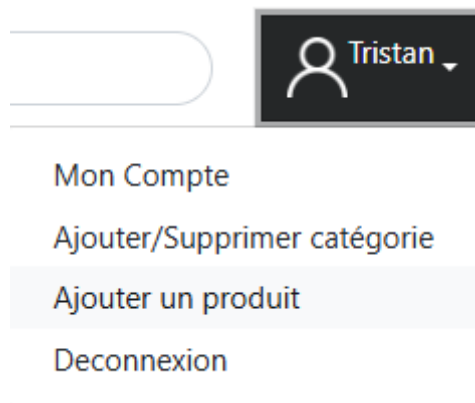 Tristan
Mon Compte
Ajouter/Supprimer catégorie
Ajouter un produit
Deconnexion